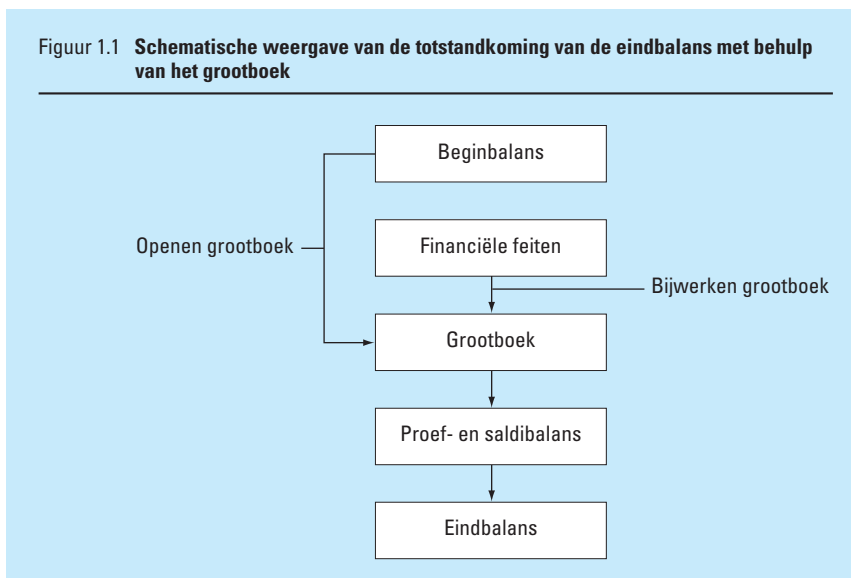 Figuur 1.1 Schematische weergave van de totstandkoming van de eindbalans met behulp
van het grootboek
Beginbalans
Openen grootboek
Financiële feiten
Bijwerken grootboek
Grootboek
Proef- en saldibalans
Eindbalans